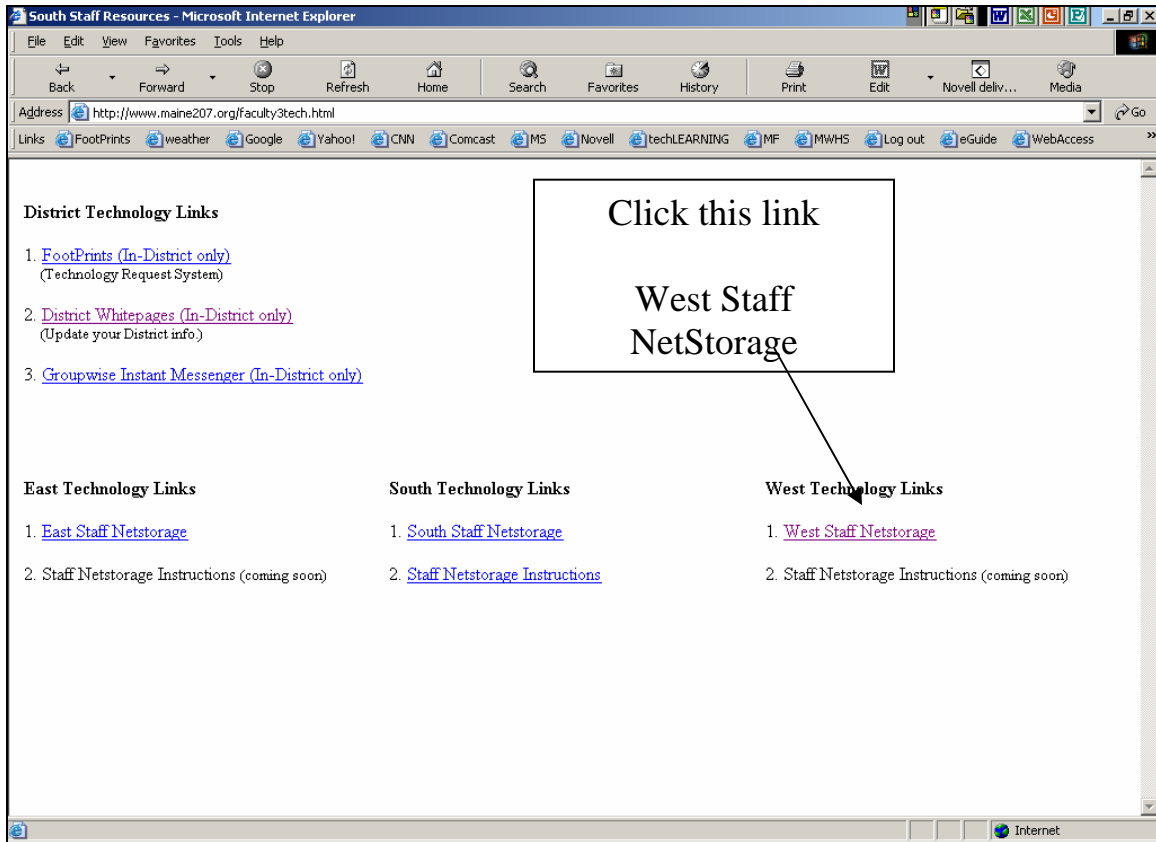 South Staff Resources - Microsoft Internet Explorer
File Edit View Favorites Tools Help
Back Forward Stop Refresh Home Search Favorites History Print Edit Novell deliv... Media
Address http://www.maine207.org/faculty3tech.html Go
Links FootPrints weather Google Yahoo! CNN Comcast MS Novell techLEARNING MF MWHS Log out eGuide WebAccess »
Click this link
West Staff
NetStorage
District Technology Links
1. FootPrints (In-District only)
(Technology Request System)
2. District Whitepages (In-District only)
(Update your District info.)
3. Groupwise Instant Messenger (In-District only)
East Technology Links
1. East Staff Netstorage
2. Staff Netstorage Instructions (coming soon)
South Technology Links
1. South Staff Netstorage
2. Staff Netstorage Instructions
West Technology Links
1. West Staff Netstorage
2. Staff Netstorage Instructions (coming soon)
Internet